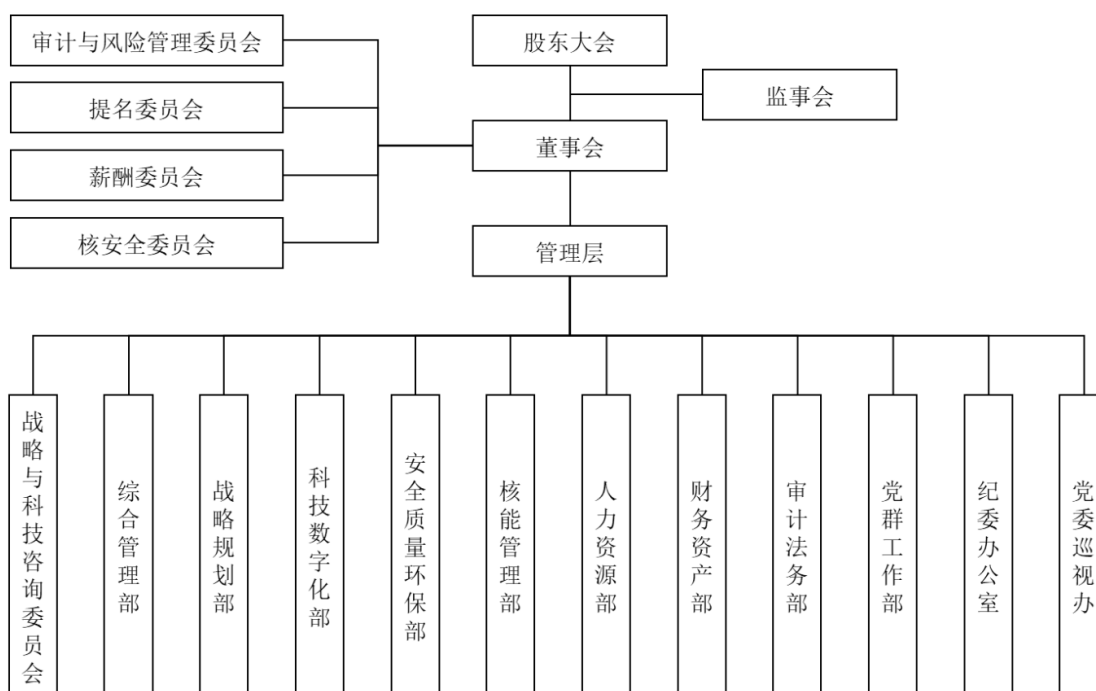 审计与风险管理委员会
股东大会
监事会
提名委员会
董事会
薪酬委员会
核安全委员会
管理层
战略与科技咨询委员会
综合管理部
战略规划部
科技数字化部
安全质量环保部
核能管理部
人力资源部
财务资产部
审计法务部
党群工作部
纪委办公室
党委巡视办